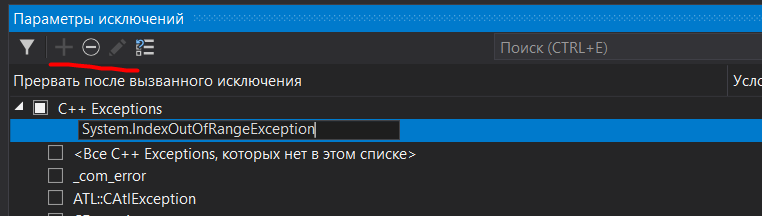 Параметры исключений
Поиск (CTRL+E)
Прервать после вызванного исключения
Усло
C++ Exceptions
System.IndexOutOfRangeException
<Все C++ Exceptions, которых нет в этом списке>
_com_error
ATL::CAtlException